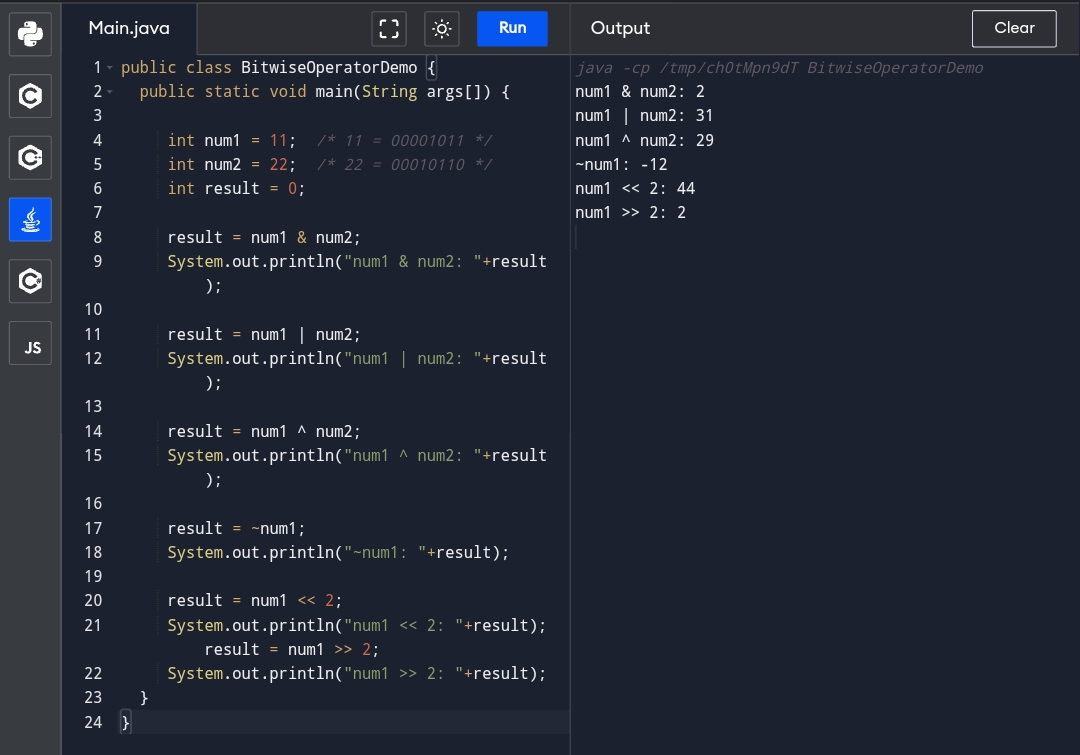 Main.java
Run
Output
Clear
JS
1 public class BitwiseOperatorDemo {
2 public static void main(String args[]) {
3
4 int num1 = 11; /* 11 = 00001011 */
5 int num2 = 22; /* 22 = 00010110 */
6 int result = 0;
7
8 result = num1 & num2;
9 System.out.println("num1 & num2: "+result
);
10
11 result = num1 | num2;
12 System.out.println("num1 | num2: "+result
);
13
14 result = num1 ^ num2;
15 System.out.println("num1 ^ num2: "+result
);
16
17 result = ~num1;
18 System.out.println("~num1: "+result);
19
20 result = num1 << 2;
21 System.out.println("num1 << 2: "+result);
result = num1 >> 2;
22 System.out.println("num1 >> 2: "+result);
23 }
24 }
java -cp /tmp/ch0tMpn9dT BitwiseOperatorDemo
num1 & num2: 2
num1 | num2: 31
num1 ^ num2: 29
~num1: -12
num1 << 2: 44
num1 >> 2: 2